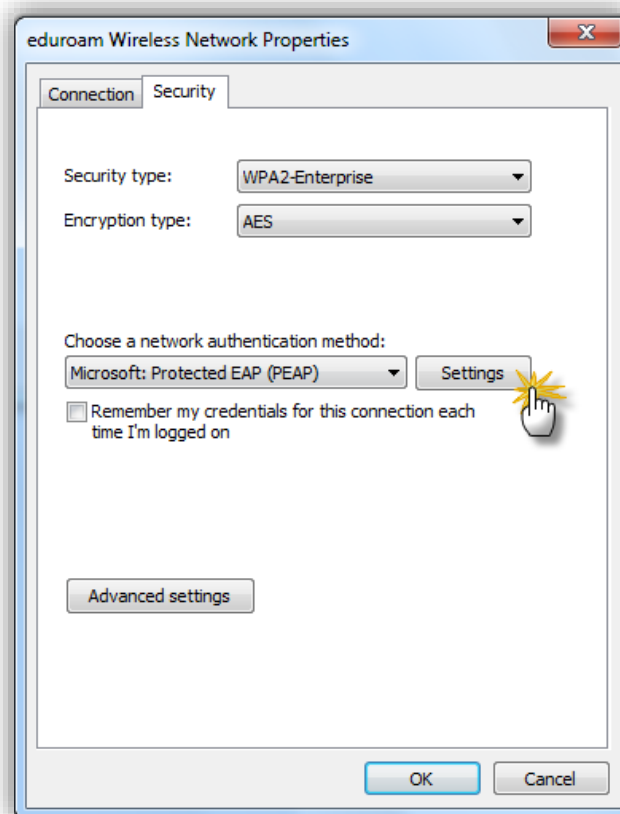 eduroam Wireless Network Properties
Connection
Security
Security type:
WPA2-Enterprise
Encryption type:
AES
Choose a network authentication method:
Microsoft: Protected EAP (PEAP)
Settings
Remember my credentials for this connection each
time I'm logged on
Advanced settings
OK
Cancel